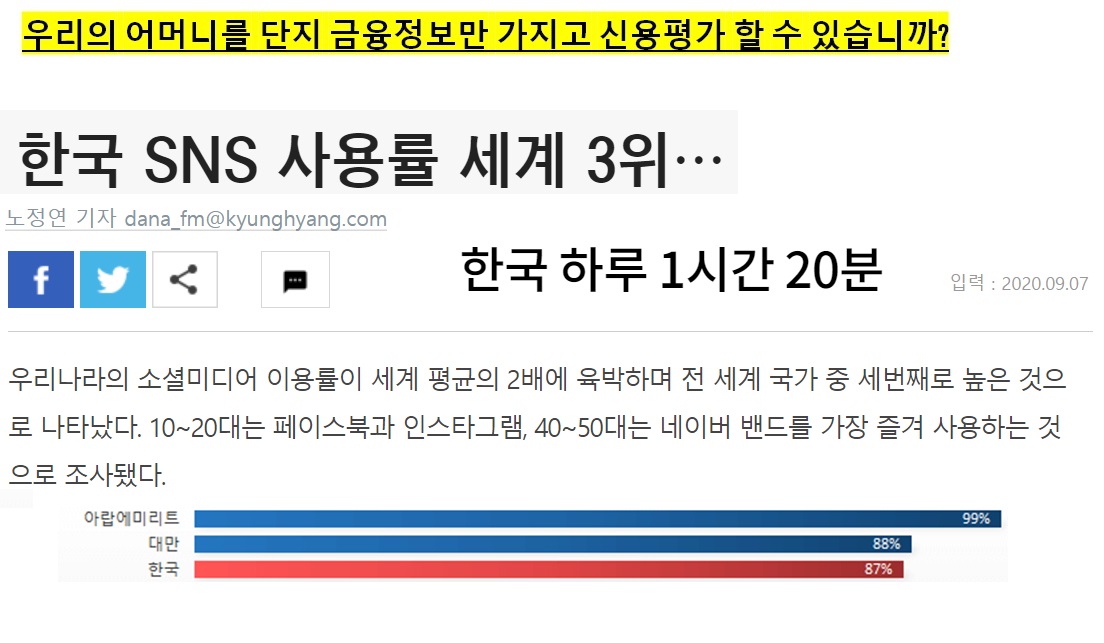 우리의 어머니를 단지 금융정보만 가지고 신용평가 할 수 있습니까?
한국 SNS 사용률 세계 3위…
노정연 기자 dana_fm@kyunghyang.com
한국 하루 1시간 20분
입력 : 2020.09.07
우리나라의 소셜미디어 이용률이 세계 평균의 2배에 육박하며 전 세계 국가 중 세번째로 높은 것으
로 나타났다. 10~20대는 페이스북과 인스타그램, 40~50대는 네이버 밴드를 가장 즐겨 사용하는 것
으로 조사됐다.
아랍에미리트 99%
대만 88%
한국 87%